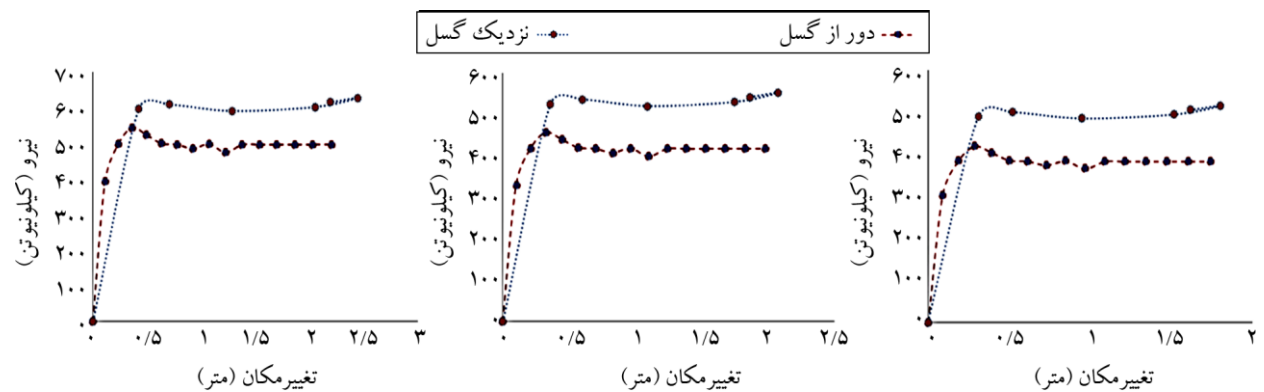 نزدیک گسل
دور از گسل
۷۰۰
۶۰۰
۵۰۰
۴۰۰
۳۰۰
۲۰۰
۱۰۰
۰
نیرو (کیلونیوتن)
۰ ۰/۵ ۱ ۱/۵ ۲ ۲/۵ ۳
تغییرمکان (متر)
۶۰۰
۵۰۰
۴۰۰
۳۰۰
۲۰۰
۱۰۰
۰
نیرو (کیلونیوتن)
۰ ۰/۵ ۱ ۱/۵ ۲ ۲/۵
تغییرمکان (متر)
۶۰۰
۵۰۰
۴۰۰
۳۰۰
۲۰۰
۱۰۰
۰
نیرو (کیلونیوتن)
۰ ۰/۵ ۱ ۱/۵ ۲
تغییرمکان (متر)